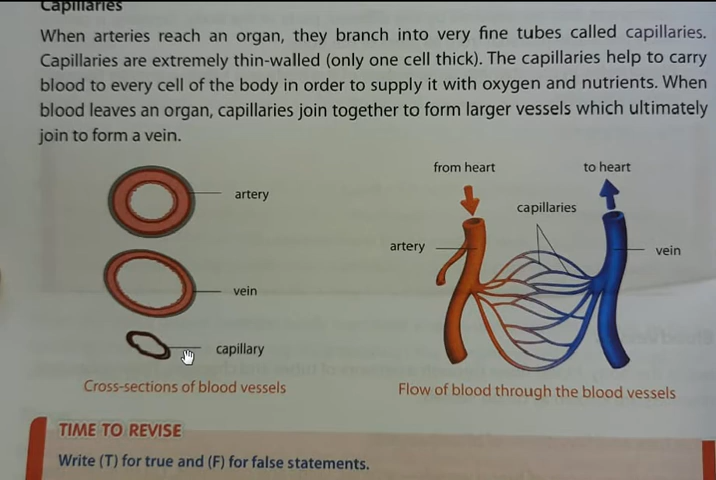 Capillaries
When arteries reach an organ, they branch into very fine tubes called capillaries.
Capillaries are extremely thin-walled (only one cell thick). The capillaries help to carry
blood to every cell of the body in order to supply it with oxygen and nutrients. When
blood leaves an organ, capillaries join together to form larger vessels which ultimately
join to form a vein.
artery
vein
capillary
Cross-sections of blood vessels
from heart
to heart
capillaries
artery
vein
Flow of blood through the blood vessels
TIME TO REVISE
Write (T) for true and (F) for false statements.